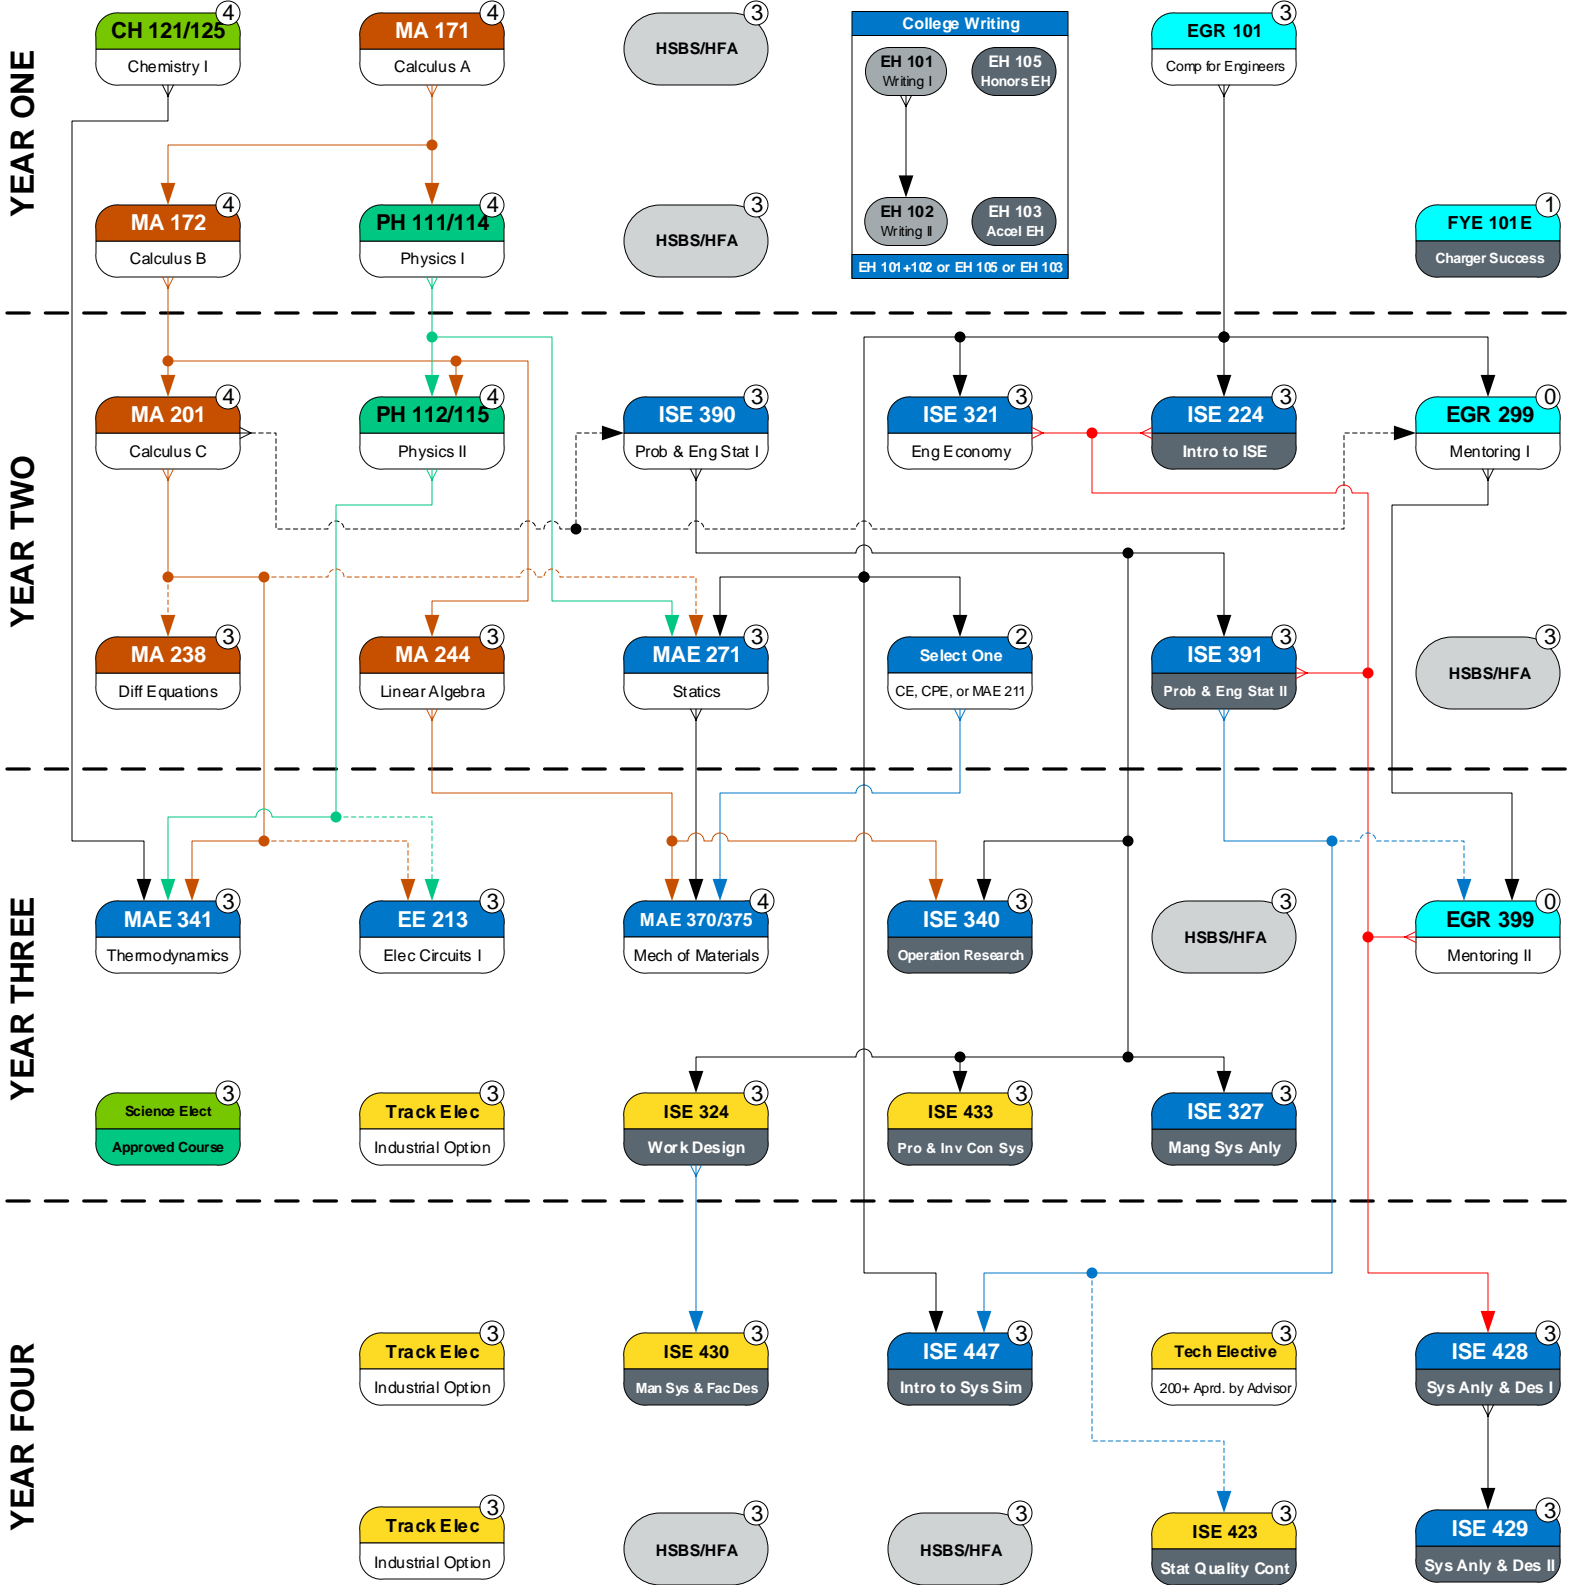 YEAR ONE
CH 121/125
4
Chemistry I
MA 171
4
Calculus A
HSBS/HFA
3
College Writing
EH 101
Writing I
EH 105
Honors EH
EH 102
Writing II
EH 103
Accel EH
EH 101+102 or EH 105 or EH 103
EGR 101
3
Comp for Engineers
MA 172
4
Calculus B
PH 111/114
4
Physics I
HSBS/HFA
3
FYE 101E
1
Charger Success
YEAR TWO
MA 201
4
Calculus C
PH 112/115
4
Physics II
ISE 390
3
Prob & Eng Stat I
ISE 321
3
Eng Economy
ISE 224
3
Intro to ISE
EGR 299
0
Mentoring I
MA 238
3
Diff Equations
MA 244
3
Linear Algebra
MAE 271
3
Statics
Select One
2
CE, CPE, or MAE 211
ISE 391
3
Prob & Eng Stat II
HSBS/HFA
3
YEAR THREE
MAE 341
3
Thermodynamics
EE 213
3
Elec Circuits I
MAE 370/375
4
Mech of Materials
ISE 340
3
Operation Research
HSBS/HFA
3
EGR 399
0
Mentoring II
Science Elect
3
Approved Course
Track Elec
3
Industrial Option
ISE 324
3
Work Design
ISE 433
3
Pro & Inv Con Sys
ISE 327
3
Mang Sys Anly
YEAR FOUR
Track Elec
3
Industrial Option
ISE 430
3
Man Sys & Fac Des
ISE 447
3
Intro to Sys Sim
Tech Elective
3
200+ Aprd. by Advisor
ISE 428
3
Sys Anly & Des I
Track Elec
3
Industrial Option
HSBS/HFA
3
HSBS/HFA
3
ISE 423
3
Stat Quality Cont
ISE 429
3
Sys Anly & Des II